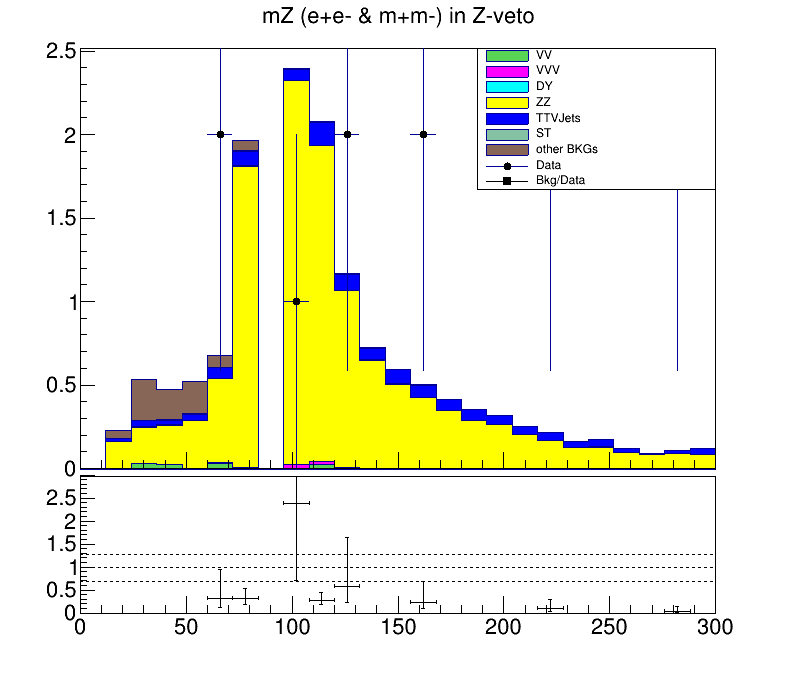 mZ (e+e- & m+m-) in Z-veto
2.5
2
1.5
1
0.5
0
VV
VVV
DY
ZZ
TTVJets
ST
other BKGs
Data
Bkg/Data
2.5
2
1.5
1
0.5
0
0 50 100 150 200 250 300